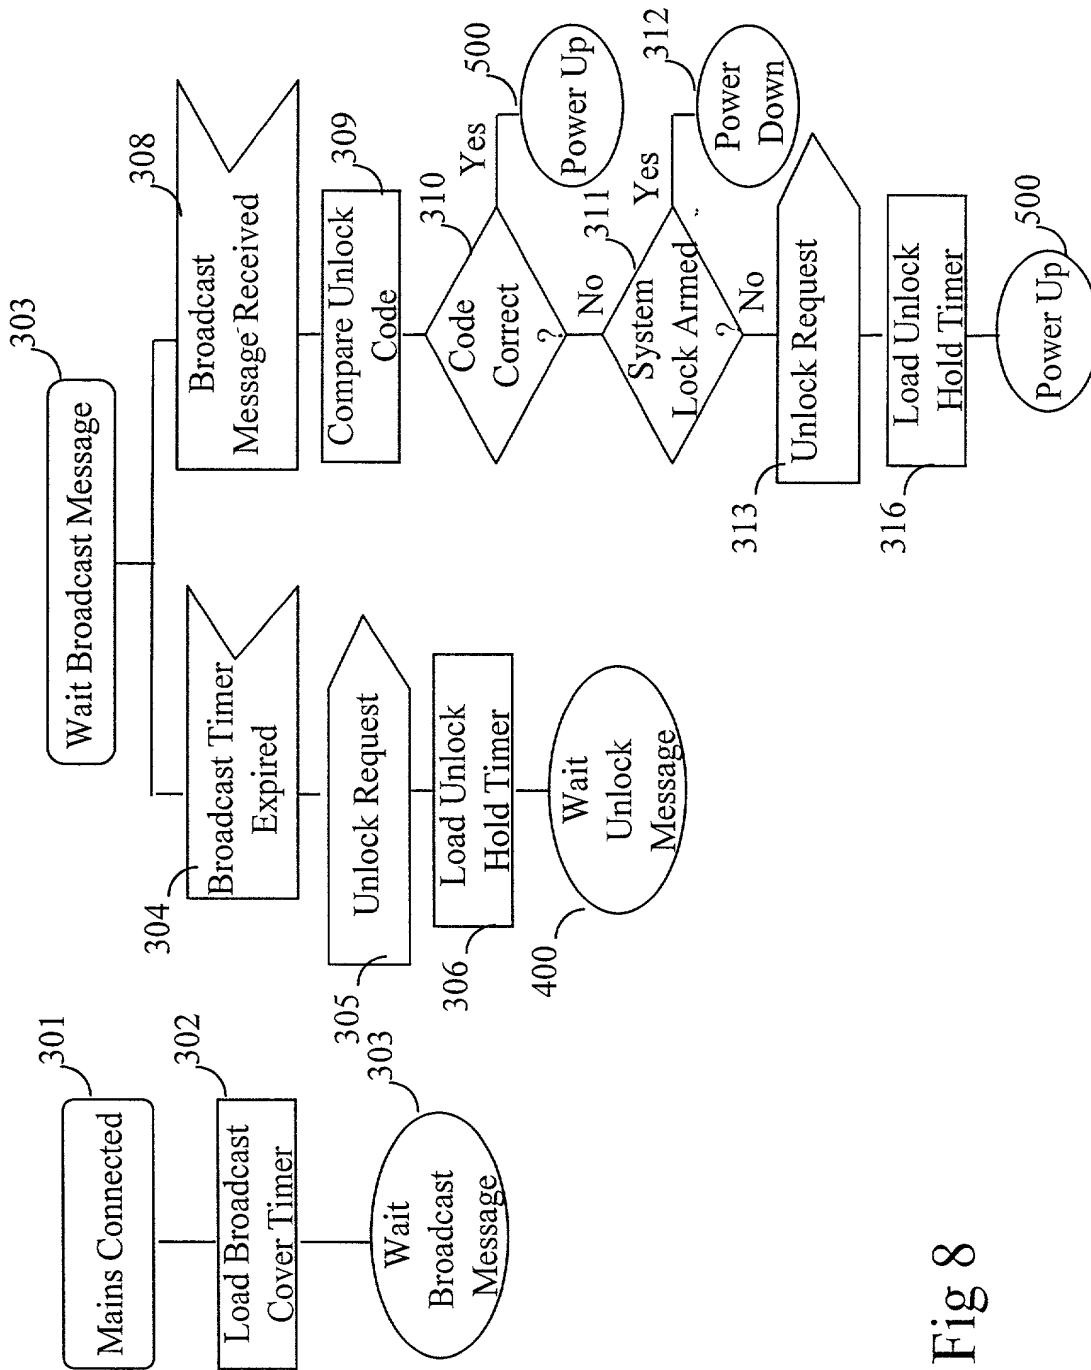 301
Mains Connected
302
Load Broadcast
Cover Timer
303
Wait
Broadcast
Message
303
Wait Broadcast Message
304
Broadcast Timer
Expired
305
Unlock Request
306
Load Unlock
Hold Timer
400
Wait
Unlock
Message
308
Broadcast
Message Received
309
Compare Unlock
Code
310
Code
Correct
?
Yes
500
Power Up
No
311
System
Lock Armed
?
Yes
312
Power
Down
No
313
Unlock Request
316
Load Unlock
Hold Timer
500
Power Up
Fig 8